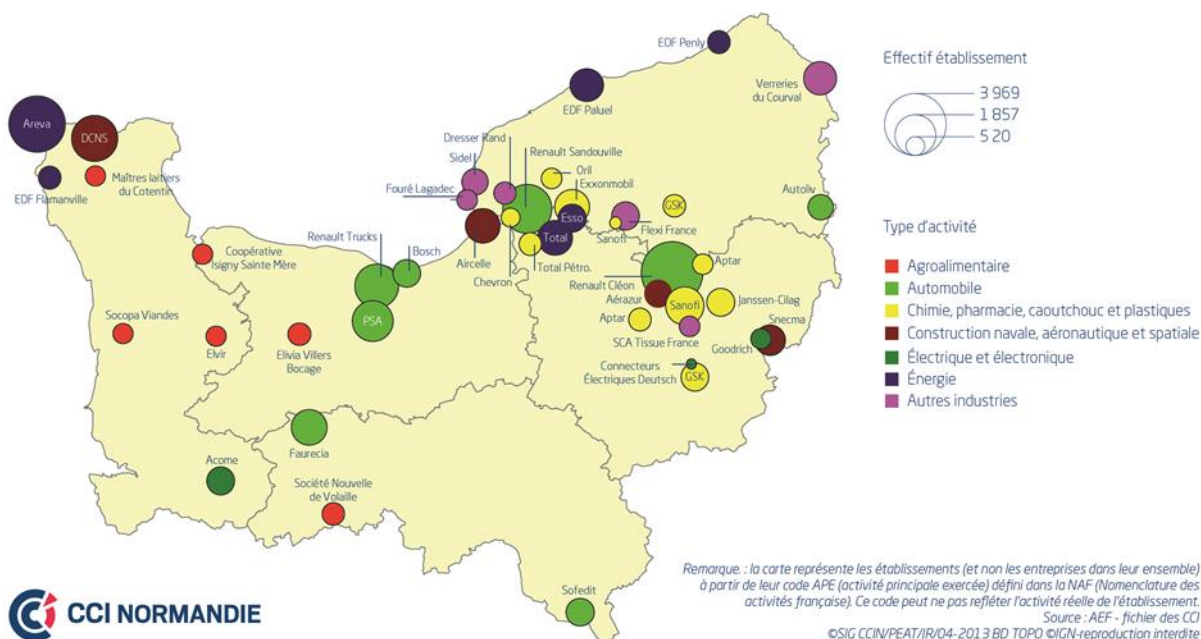 EDF Penly
Effectif établissement
3 969
1 857
5 20
Verreries
du Courval
EDF Paluel
Areva
DCNS
Maîtres laitiers
du Cotentin
EDF Flamanville
Dresser Rand
Renault Sandouville
Sidel
Oril
Exxonmobil
Fouré Lagadec
GSK
Autoliv
Esso
Sanofi
Flexi France
Total
Type d'activité
Agroalimentaire
Automobile
Chimie, pharmacie, caoutchouc et plastiques
Construction navale, aéronautique et spatiale
Électrique et électronique
Énergie
Autres industries
Renault Trucks
Bosch
Coopérative
Isigny Sainte Mère
Aircelle
Total Pétro.
Chevron
Renault Cléon
Aptar
Aérazur
Sanofi
Janssen-Cilag
Aptar
Snecma
SCA Tissue France
Goodrich
Socopa Viandes
PSA
Elvir
Elivia Villers
Bocage
Connecteurs
Électriques Deutsch
GSK
Faurecia
Acome
Société Nouvelle
de Volaille
Sofedit
Remarque. : la carte représente les établissements (et non les entreprises dans leur ensemble)
à partir de leur code APE (activité principale exercée) défini dans la NAF (Nomenclature des
activités française). Ce code peut ne pas refléter l'activité réelle de l'établissement.
Source : AEF - fichier des CCI
©SIG CCIN/PEAT/JR/04-2013 BD TOPO ©IGN-reproduction interdite
CCI NORMANDIE